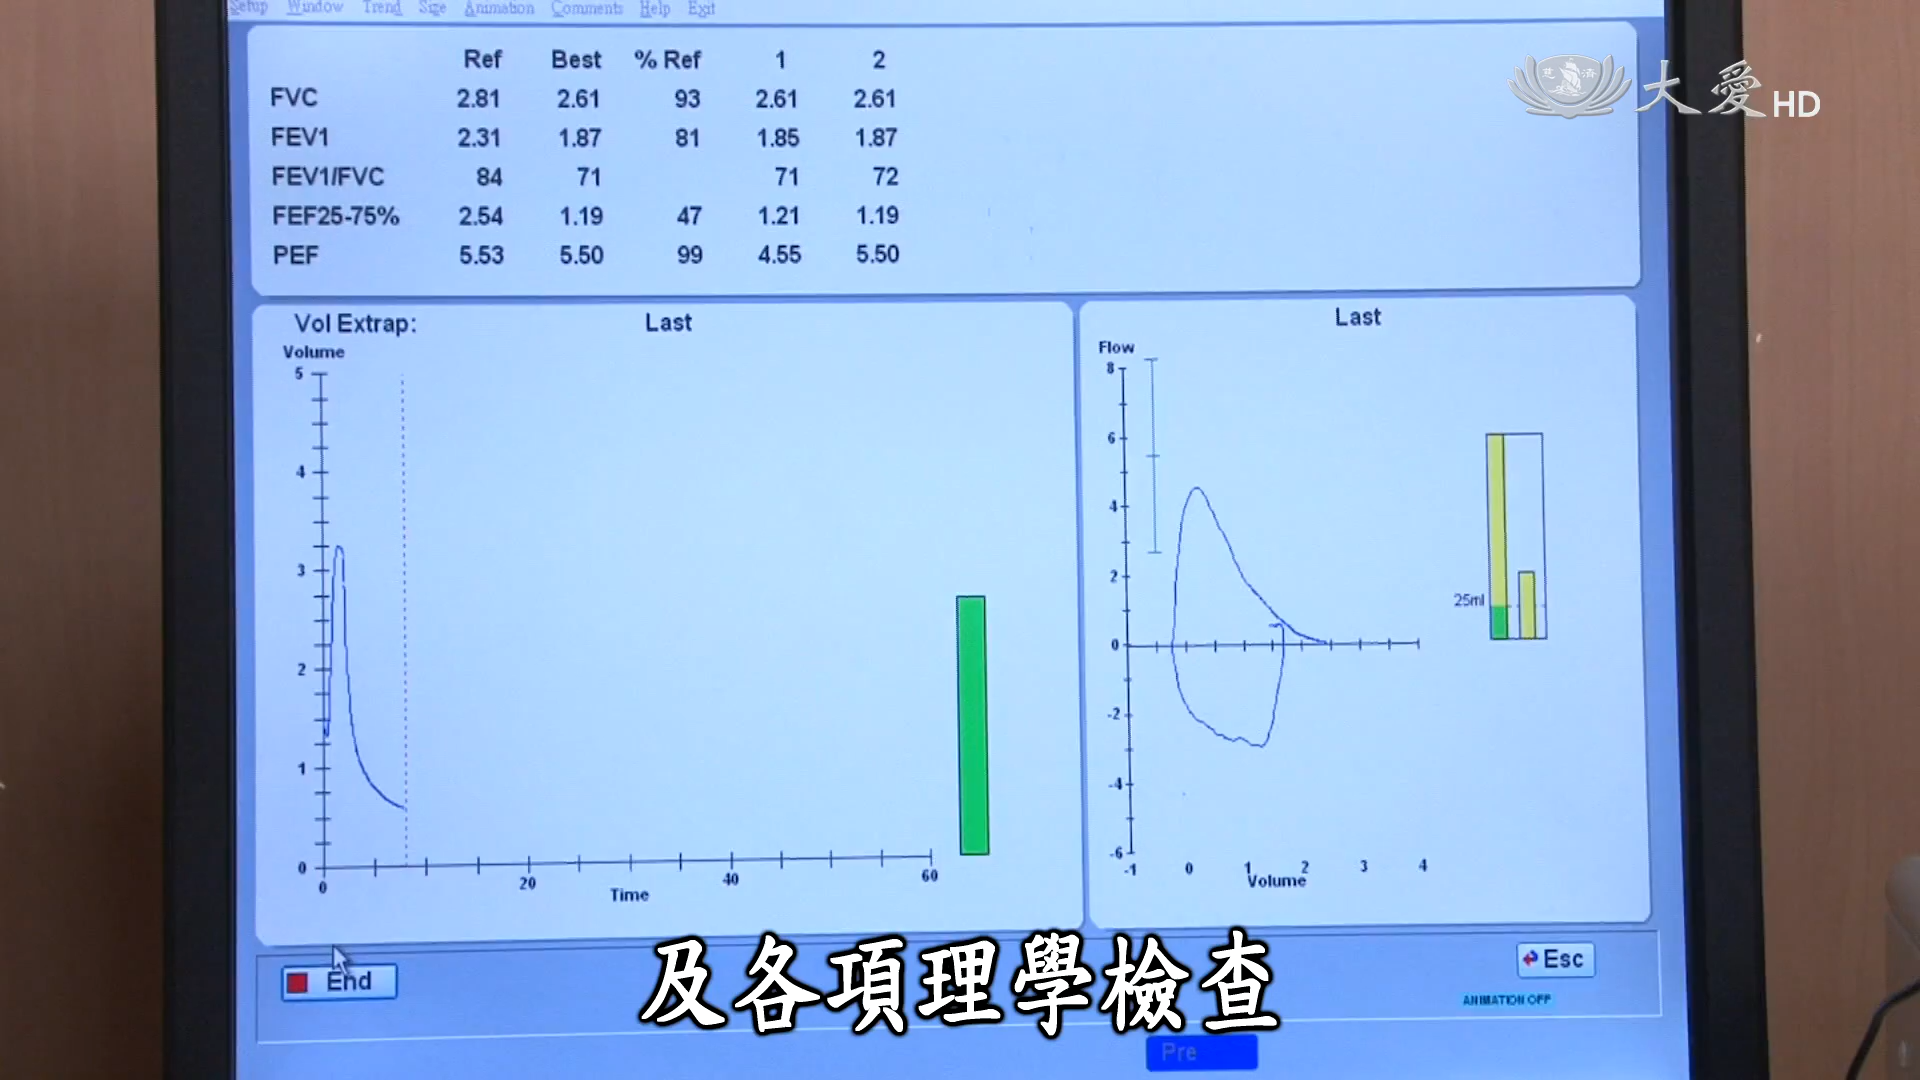 Setup Window Trend Size Animation Comments Help Exit
Ref Best % Ref 1 2
FVC 2.81 2.61 93 2.61 2.61
FEV1 2.31 1.87 81 1.85 1.87
FEV1/FVC 84 71 71 72
FEF25-75% 2.54 1.19 47 1.21 1.19
PEF 5.53 5.50 99 4.55 5.50
慈濟
大愛HD
Vol Extrap: Last
Volume
5
4
3
2
1
0
0 20 40 60
Time
Last
Flow
8
6
4
2
0
-2
-4
-6
-1 0 1 2 3 4
Volume
25ml
End
Esc
ANIMATION OFF
Pre
及各項理學檢查